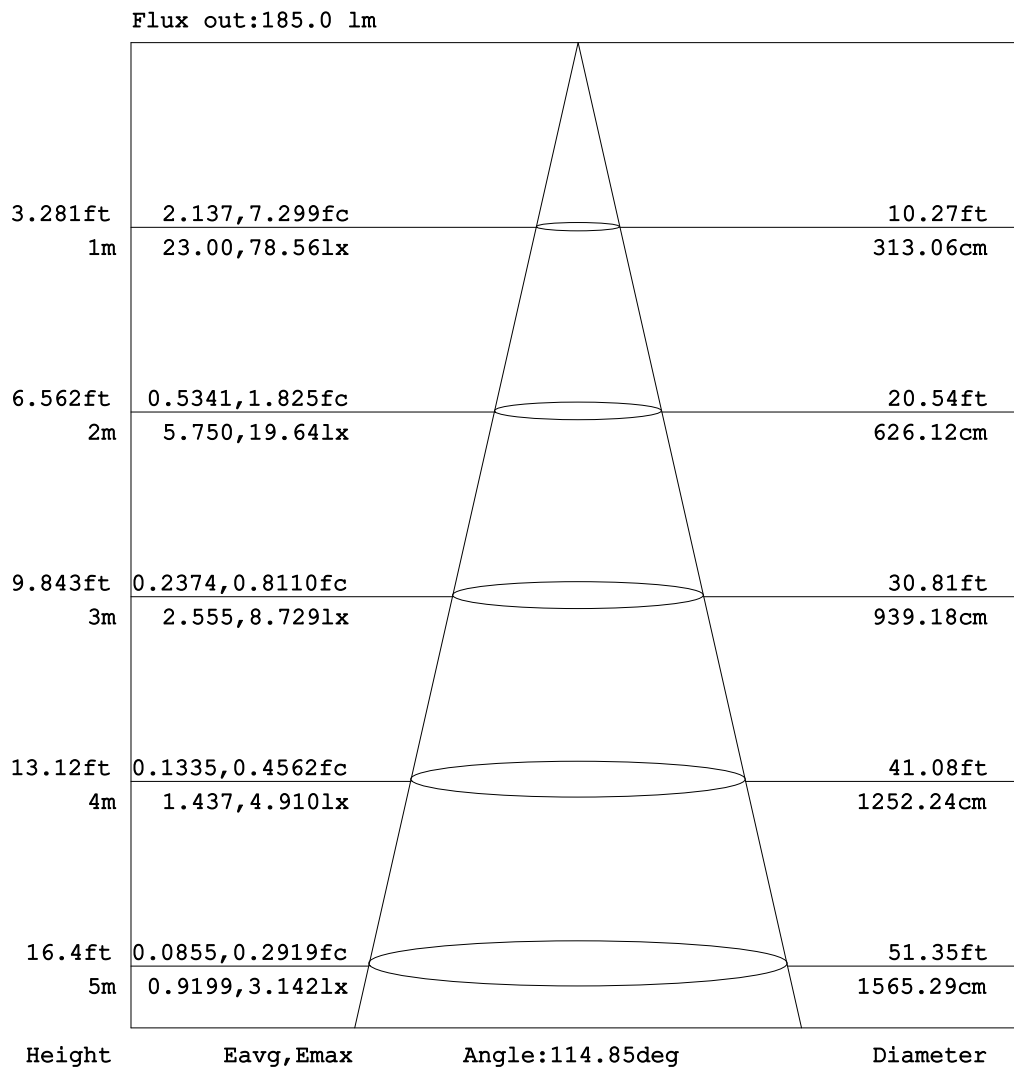 Flux out:185.0 lm
3.281ft 2.137,7.299fc 10.27ft
1m 23.00,78.56lx 313.06cm
6.562ft 0.5341,1.825fc 20.54ft
2m 5.750,19.64lx 626.12cm
9.843ft 0.2374,0.8110fc 30.81ft
3m 2.555,8.729lx 939.18cm
13.12ft 0.1335,0.4562fc 41.08ft
4m 1.437,4.910lx 1252.24cm
16.4ft 0.0855,0.2919fc 51.35ft
5m 0.9199,3.142lx 1565.29cm
Height Eavg,Emax Angle:114.85deg Diameter